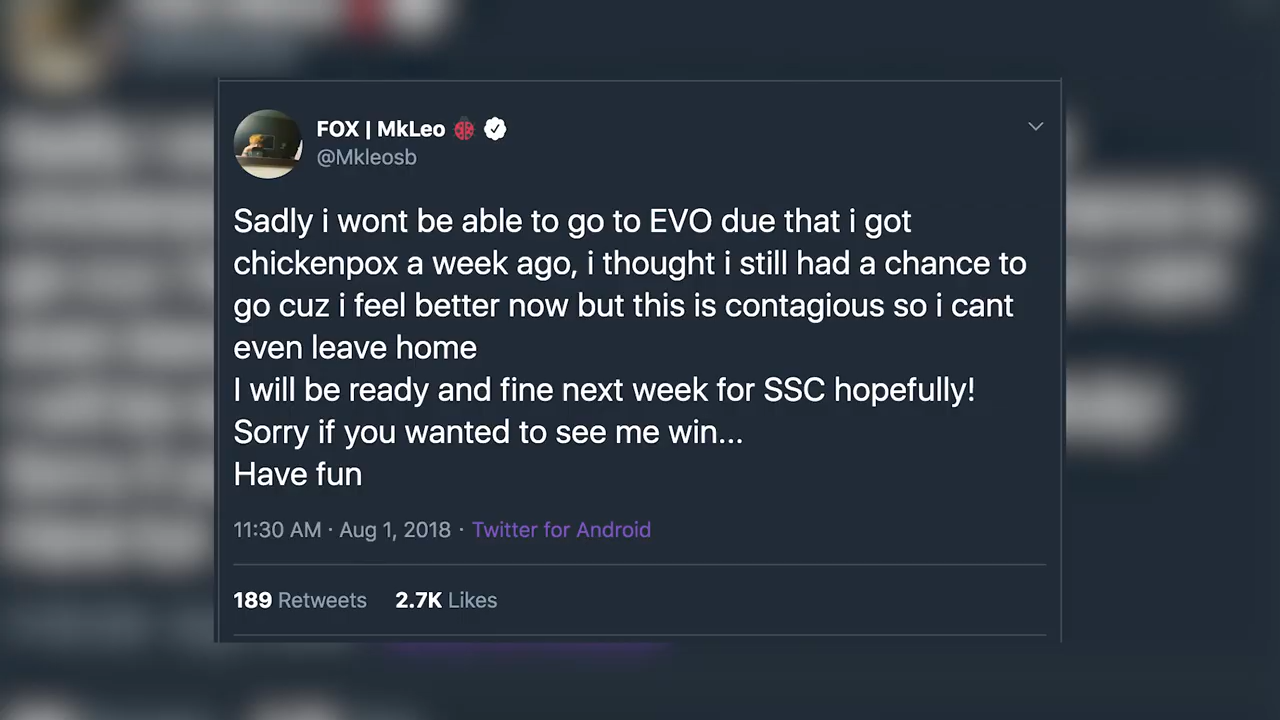 FOX | MkLeo 🐞
@Mkleosb
Sadly i wont be able to go to EVO due that i got
chickenpox a week ago, i thought i still had a chance to
go cuz i feel better now but this is contagious so i cant
even leave home
I will be ready and fine next week for SSC hopefully!
Sorry if you wanted to see me win...
Have fun
11:30 AM · Aug 1, 2018 · Twitter for Android
189 Retweets 2.7K Likes